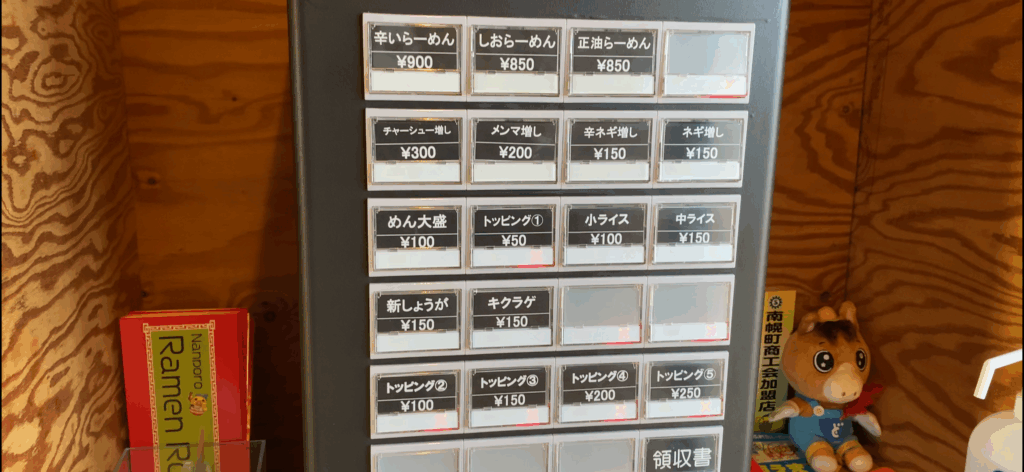 辛いらーめん
¥900
しおらーめん
¥850
正油らーめん
¥850
チャーシュー増し
¥300
メンマ増し
¥200
辛ネギ増し
¥150
ネギ増し
¥150
めん大盛
¥100
トッピング①
¥50
小ライス
¥100
中ライス
¥150
新しょうが
¥150
キクラゲ
¥150
トッピング②
¥100
トッピング③
¥150
トッピング④
¥200
トッピング⑤
¥250
領収書
Nanporo
Ramen
南幌町商工会加盟店